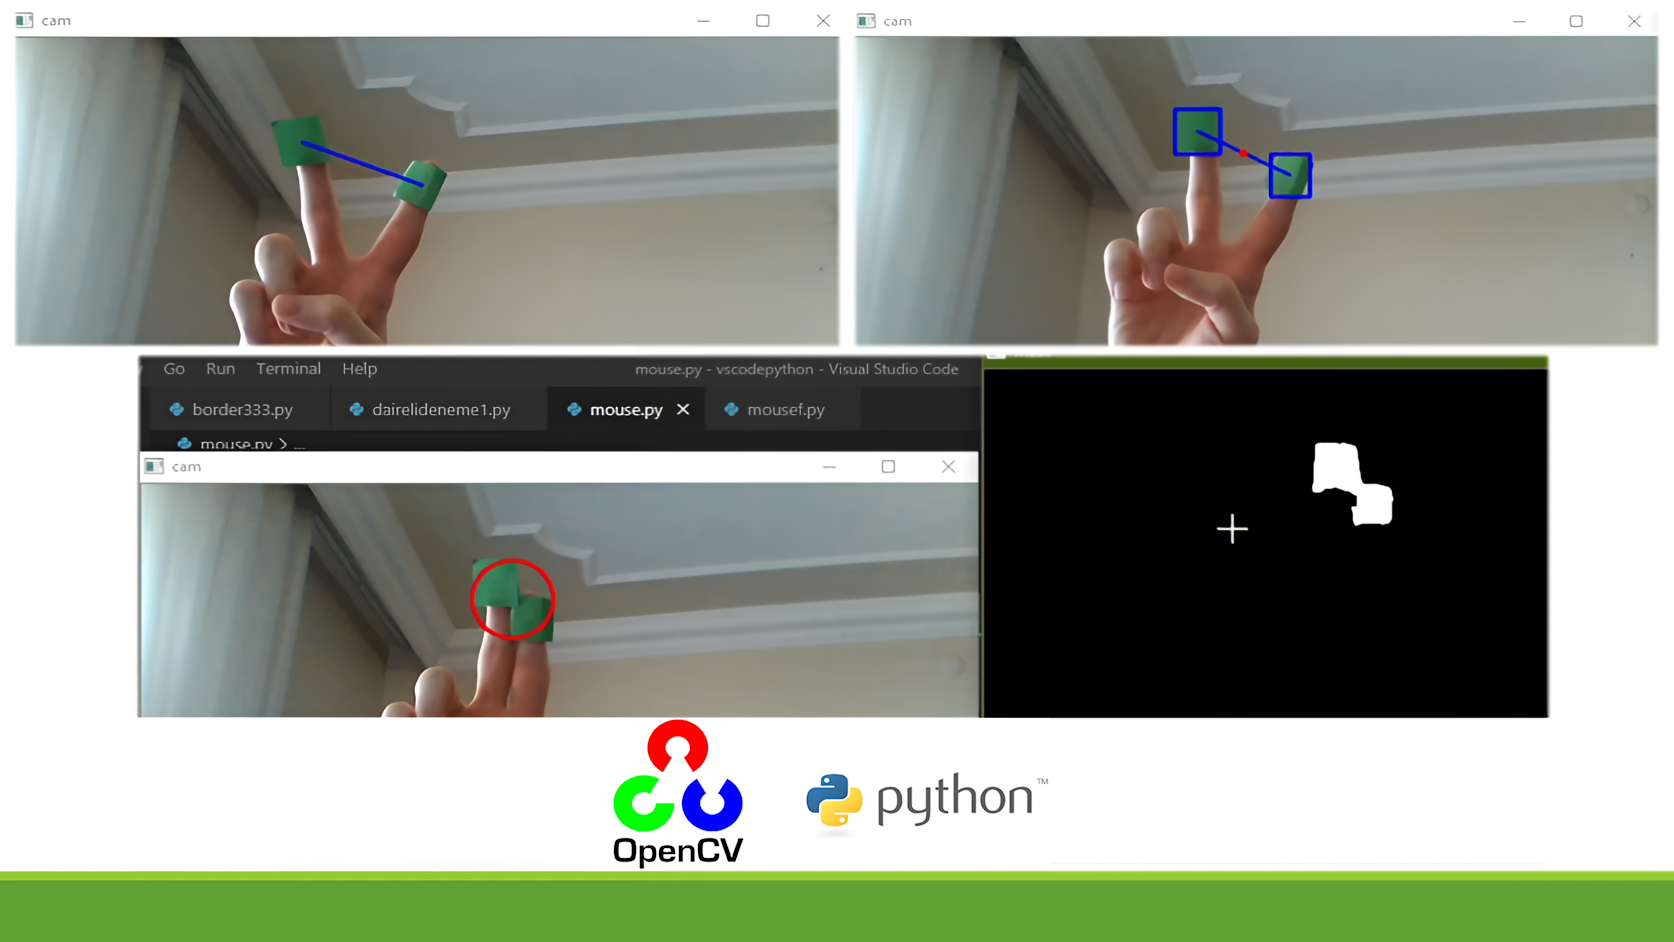 cam
cam
Go Run Terminal Help mouse.py - vscodepython - Visual Studio Code
border333.py dairelideneme1.py mouse.py mousef.py
mouse.py > ...
cam
OpenCV
python™